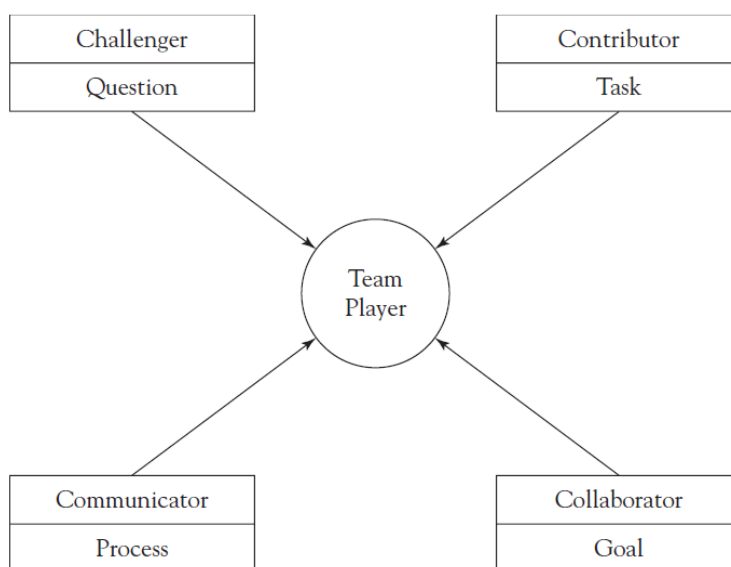 Challenger
Question
Contributor
Task
Team
Player
Communicator
Process
Collaborator
Goal